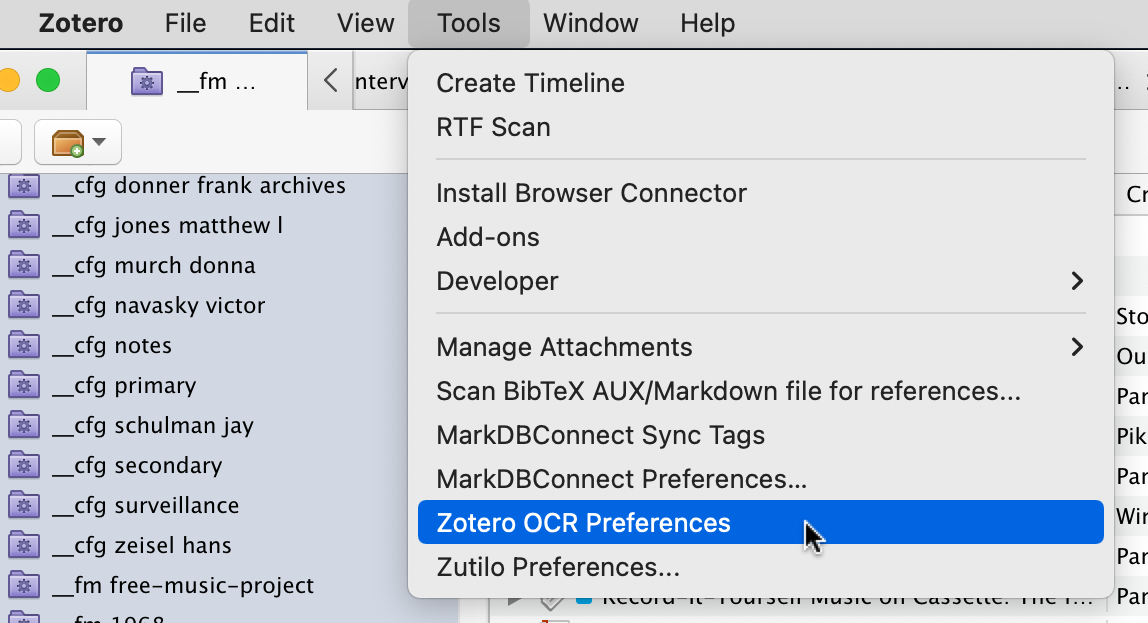 Zotero File Edit View Tools Window Help
__fm ...
nterv
Create Timeline
RTF Scan
Install Browser Connector
Add-ons
Developer
Manage Attachments
Scan BibTeX AUX/Markdown file for references...
MarkDBConnect Sync Tags
MarkDBConnect Preferences...
Zotero OCR Preferences
Zutilo Preferences...
__cfg donner frank archives
__cfg jones matthew l
__cfg murch donna
__cfg navasky victor
__cfg notes
__cfg primary
__cfg schulman jay
__cfg secondary
__cfg surveillance
__cfg zeisel hans
__fm free-music-project
__fm 1968
Record-It-Yourself Music on Cassette: The f...
Cr
Sto
Ou
Par
Pik
Par
Win
Par
Par